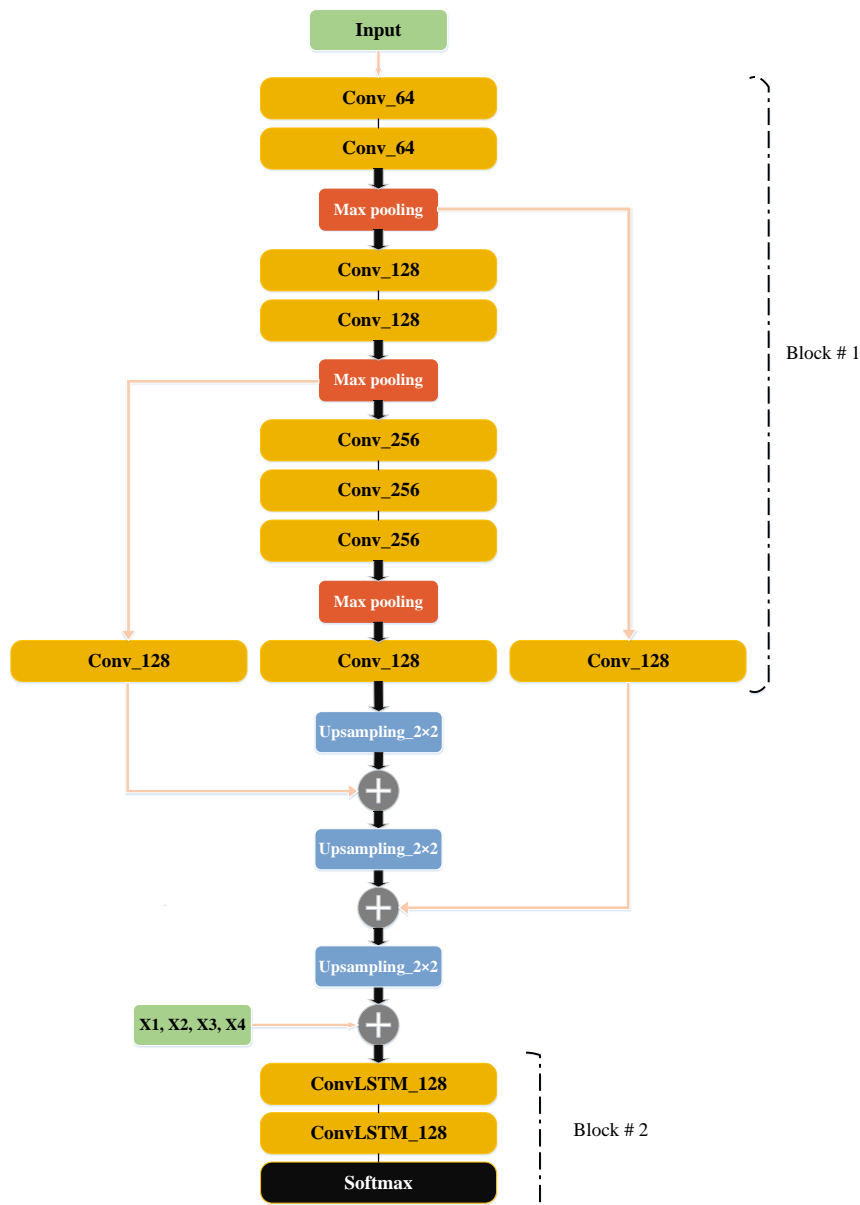 Input
Conv_64
Conv_64
Max pooling
Conv_128
Conv_128
Block # 1
Max pooling
Conv_256
Conv_256
Conv_256
Max pooling
Conv_128
Conv_128
Conv_128
Upsampling_2×2
Upsampling_2×2
Upsampling_2×2
X1, X2, X3, X4
ConvLSTM_128
ConvLSTM_128
Block # 2
Softmax